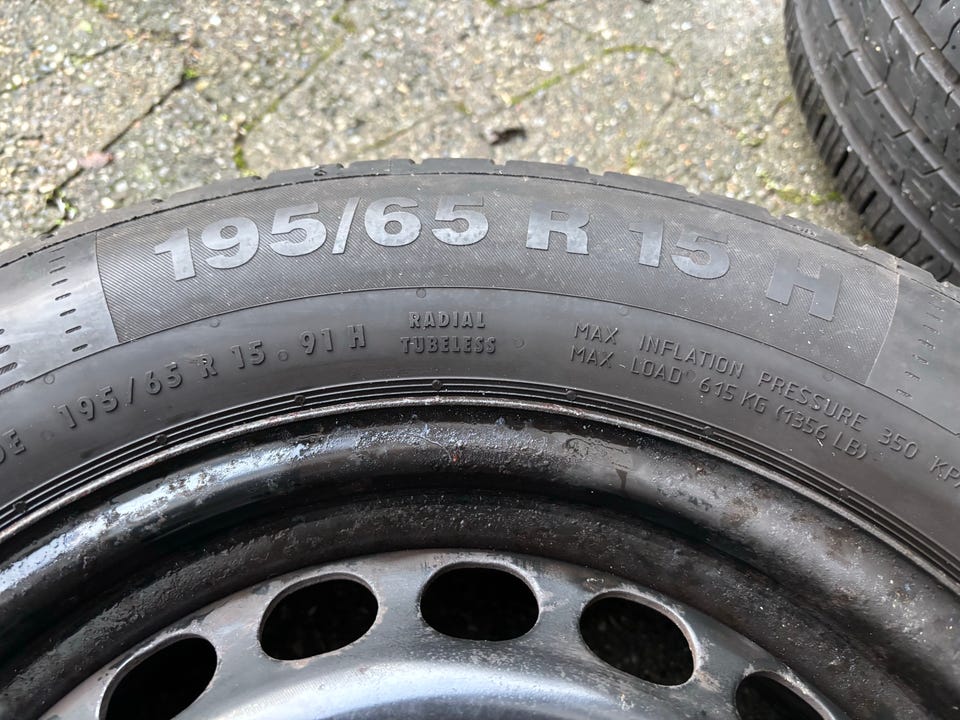 195/65 R 15 H
195/65 R 15 91 H
RADIAL
TUBELESS
MAX INFLATION PRESSURE 350 KPA
MAX-LOAD 615 KG (1356 LB)